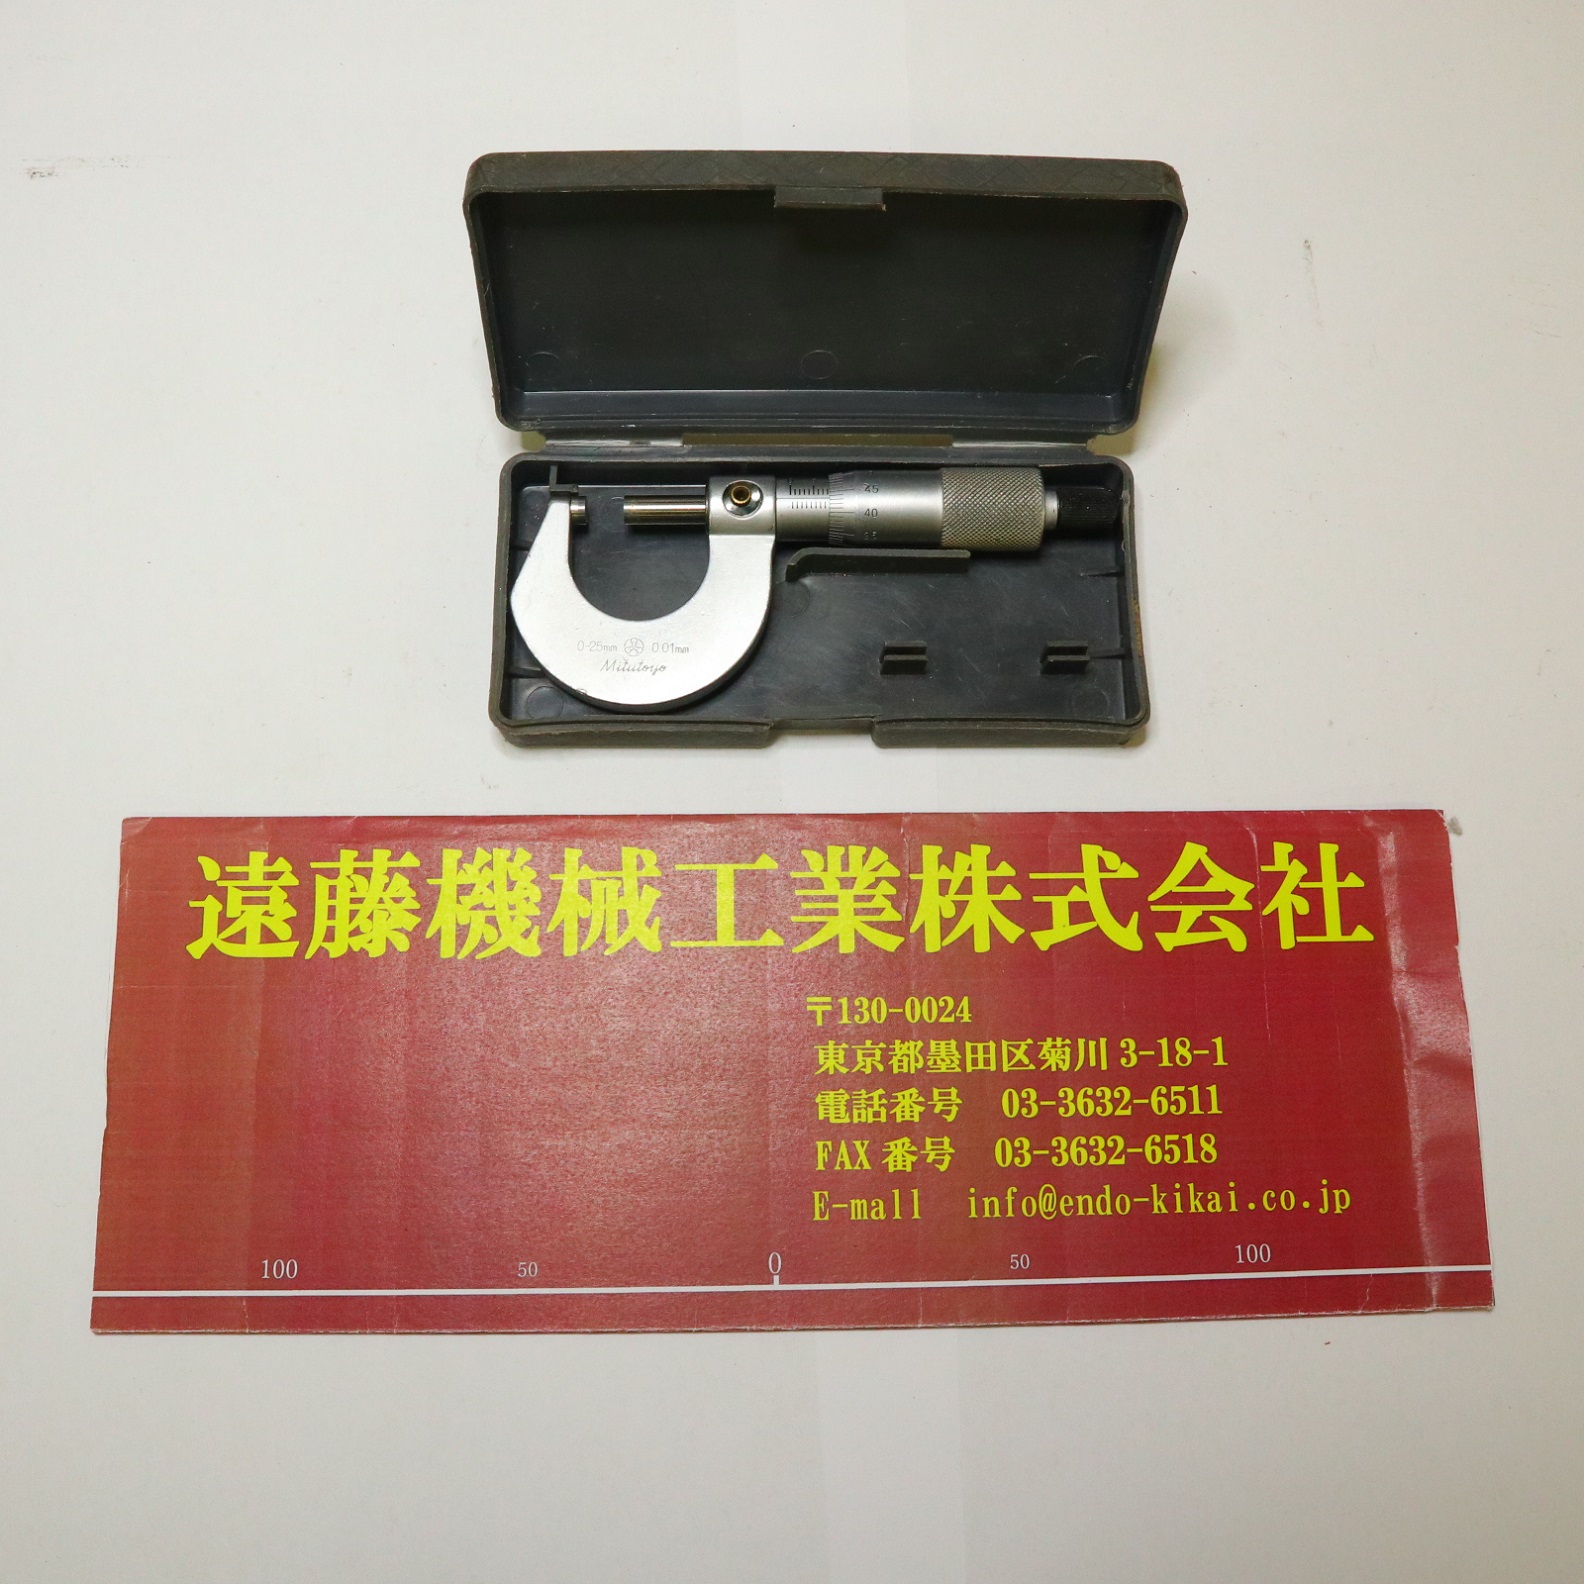 45
40
0-25mm 0.01mm
Mitutoyo
遠藤機械工業株式会社
〒130-0024
東京都墨田区菊川 3-18-1
電話番号 03-3632-6511
FAX 番号 03-3632-6518
E-mall info@endo-kikai.co.jp
100 50 0 50 100